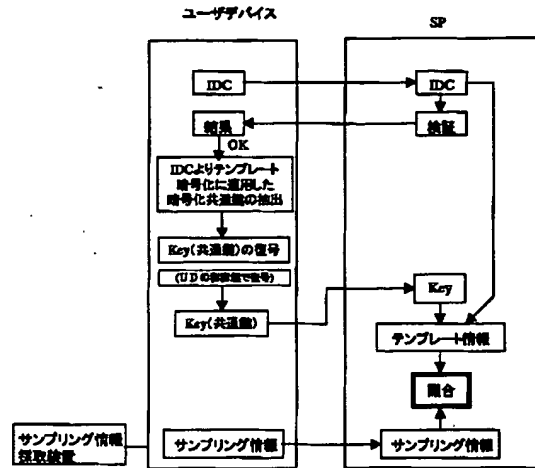 ユーザデバイス
SP
IDC
IDC
結果
検証
OK
IDCよりテンプレート
暗号化に適用した
暗号化共通鍵の抽出
Key(共通鍵)の復号
(UDの秘密鍵で復号)
Key
Key(共通鍵)
テンプレート情報
照合
サンプリング情報
採取装置
サンプリング情報
サンプリング情報